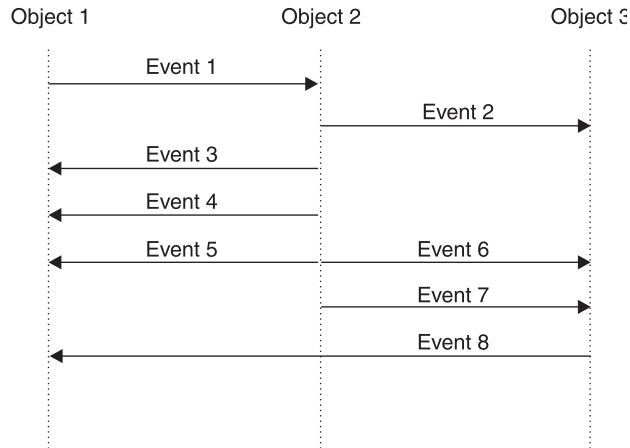 Object 1 Object 2 Object 3
Event 1
Event 2
Event 3
Event 4
Event 5 Event 6
Event 7
Event 8